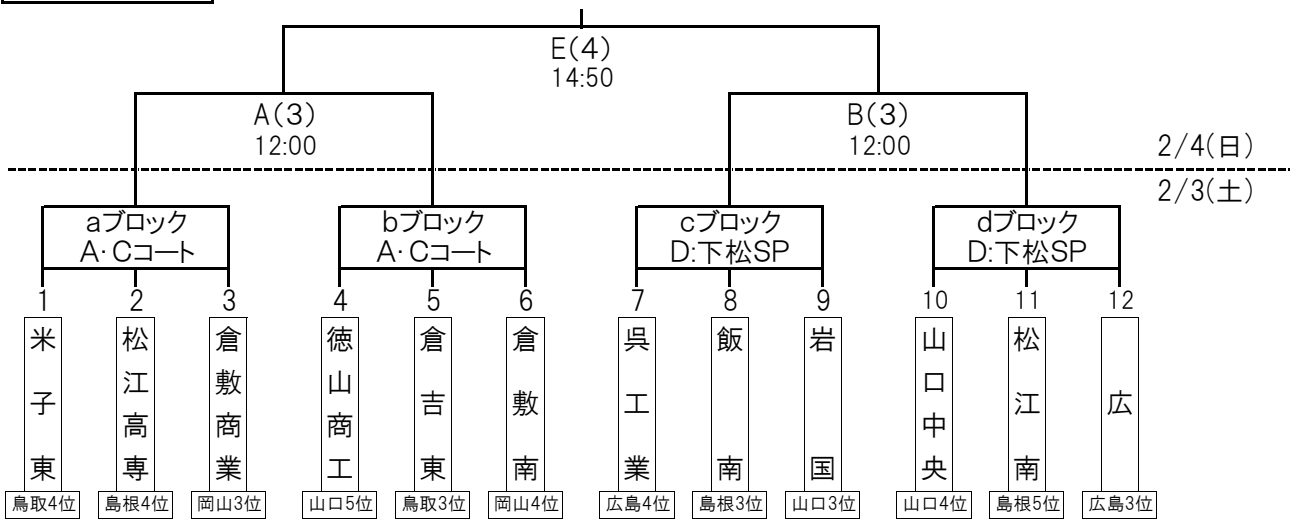 E(4)
14:50
A(3)
12:00
B(3)
12:00
2/4(日)
2/3(土)
aブロック
A・Cコート
bブロック
A・Cコート
cブロック
D:下松SP
dブロック
D:下松SP
1
2
3
4
5
6
7
8
9
10
11
12
米子東
松江高専
倉敷商業
徳山商工
倉吉東
倉敷南
呉工業
飯南
岩国
山口中央
松江南
広
鳥取4位
島根4位
岡山3位
山口5位
鳥取3位
岡山4位
広島4位
島根3位
山口3位
山口4位
島根5位
広島3位